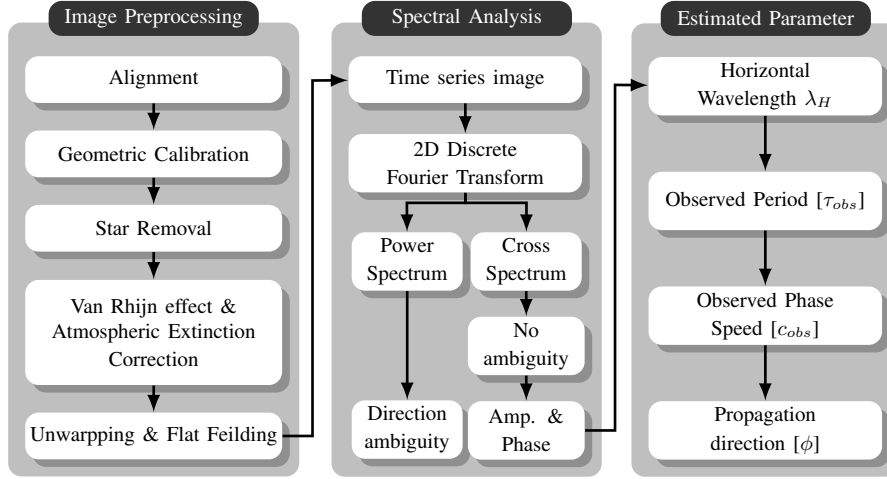 Image Preprocessing
Alignment
Geometric Calibration
Star Removal
Van Rhijn effect &
Atmospheric Extinction
Correction
Unwarpping & Flat Feilding
Spectral Analysis
Time series image
2D Discrete
Fourier Transform
Power
Spectrum
Cross
Spectrum
No
ambiguity
Direction
ambiguity
Amp. &
Phase
Estimated Parameter
Horizontal
Wavelength λ_H
Observed Period [τ_obs]
Observed Phase
Speed [c_obs]
Propagation
direction [ϕ]